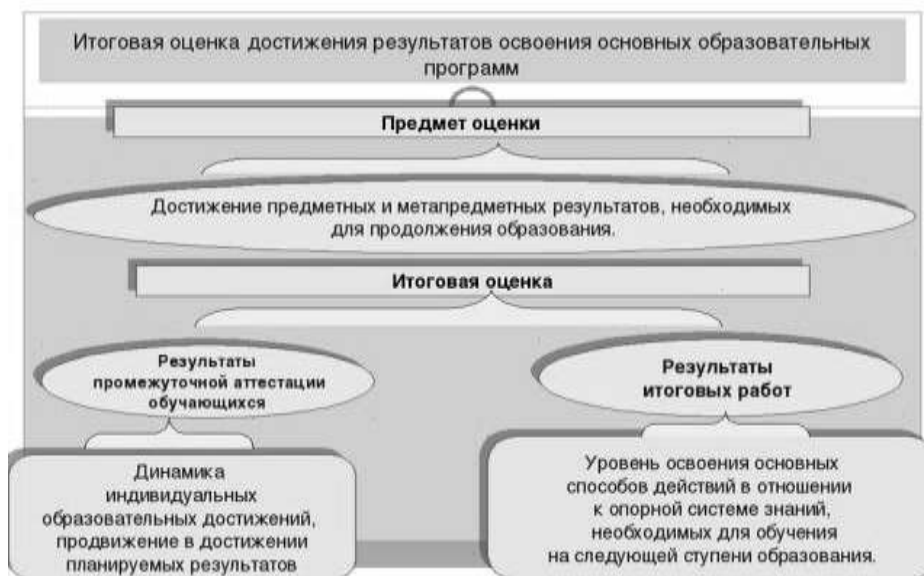 Итоговая оценка достижения результатов освоения основных образовательных
программ
Предмет оценки
Достижение предметных и метапредметных результатов, необходимых
для продолжения образования.
Итоговая оценка
Результаты
промежуточной аттестации
обучающихся
Результаты
итоговых работ
Динамика
индивидуальных
образовательных достижений,
продвижение в достижении
планируемых результатов
Уровень освоения основных
способов действий в отношении
к опорной системе знаний,
необходимых для обучения
на следующей ступени образования.